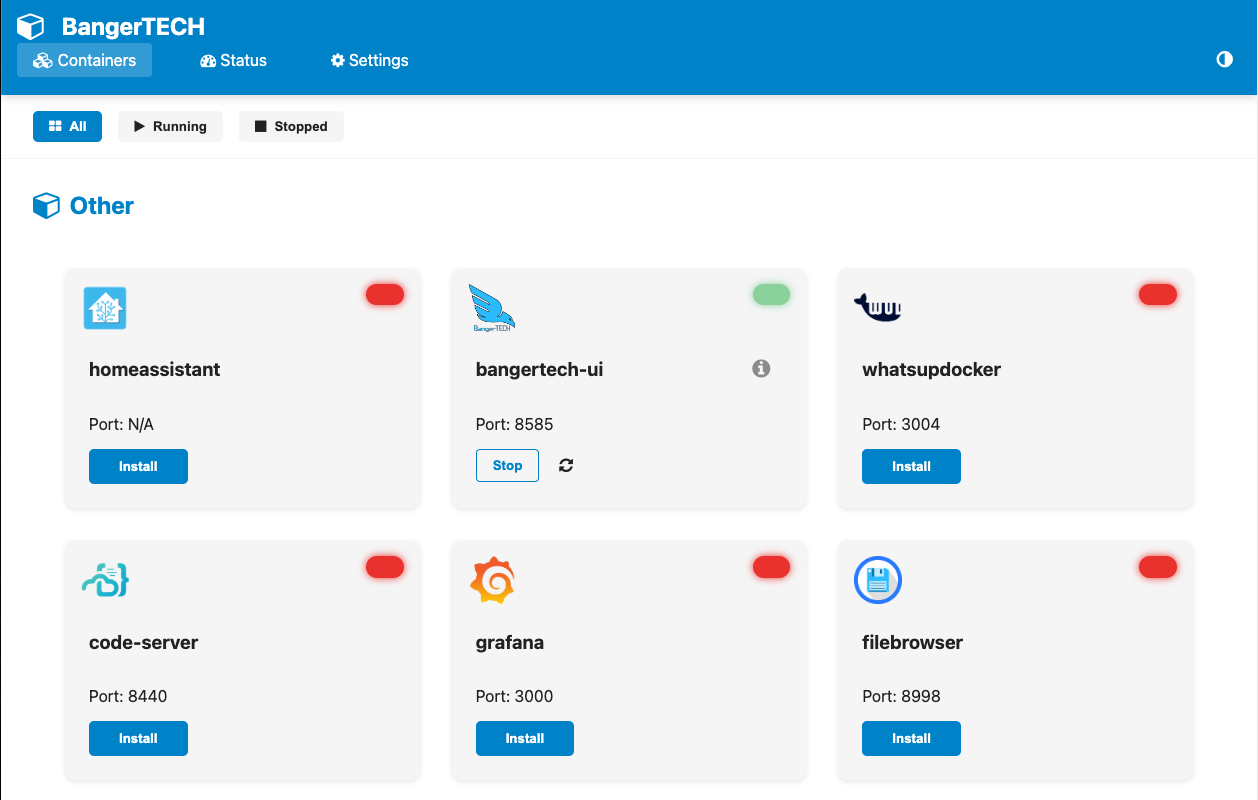 BangerTECH
Containers Status Settings
All Running Stopped
Other
homeassistant
Port: N/A
Install
BangerTECH
bangertech-ui
Port: 8585
Stop
WUD
whatsupdocker
Port: 3004
Install
code-server
Port: 8440
Install
grafana
Port: 3000
Install
filebrowser
Port: 8998
Install